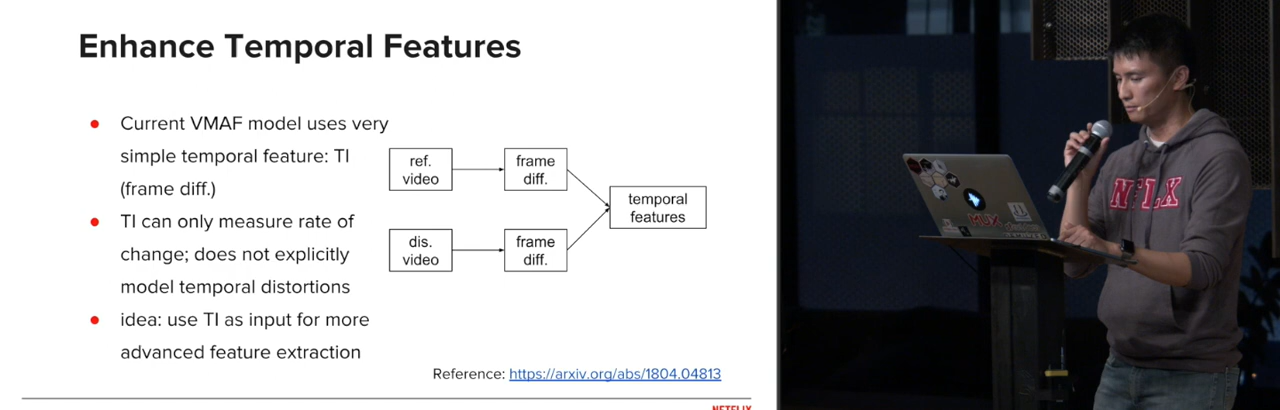 Enhance Temporal Features
● Current VMAF model uses very
simple temporal feature: TI
(frame diff.)
● TI can only measure rate of
change; does not explicitly
model temporal distortions
● idea: use TI as input for more
advanced feature extraction
ref.
video
frame
diff.
dis.
video
frame
diff.
temporal
features
Reference: https://arxiv.org/abs/1804.04813
NETFLIX
MUX